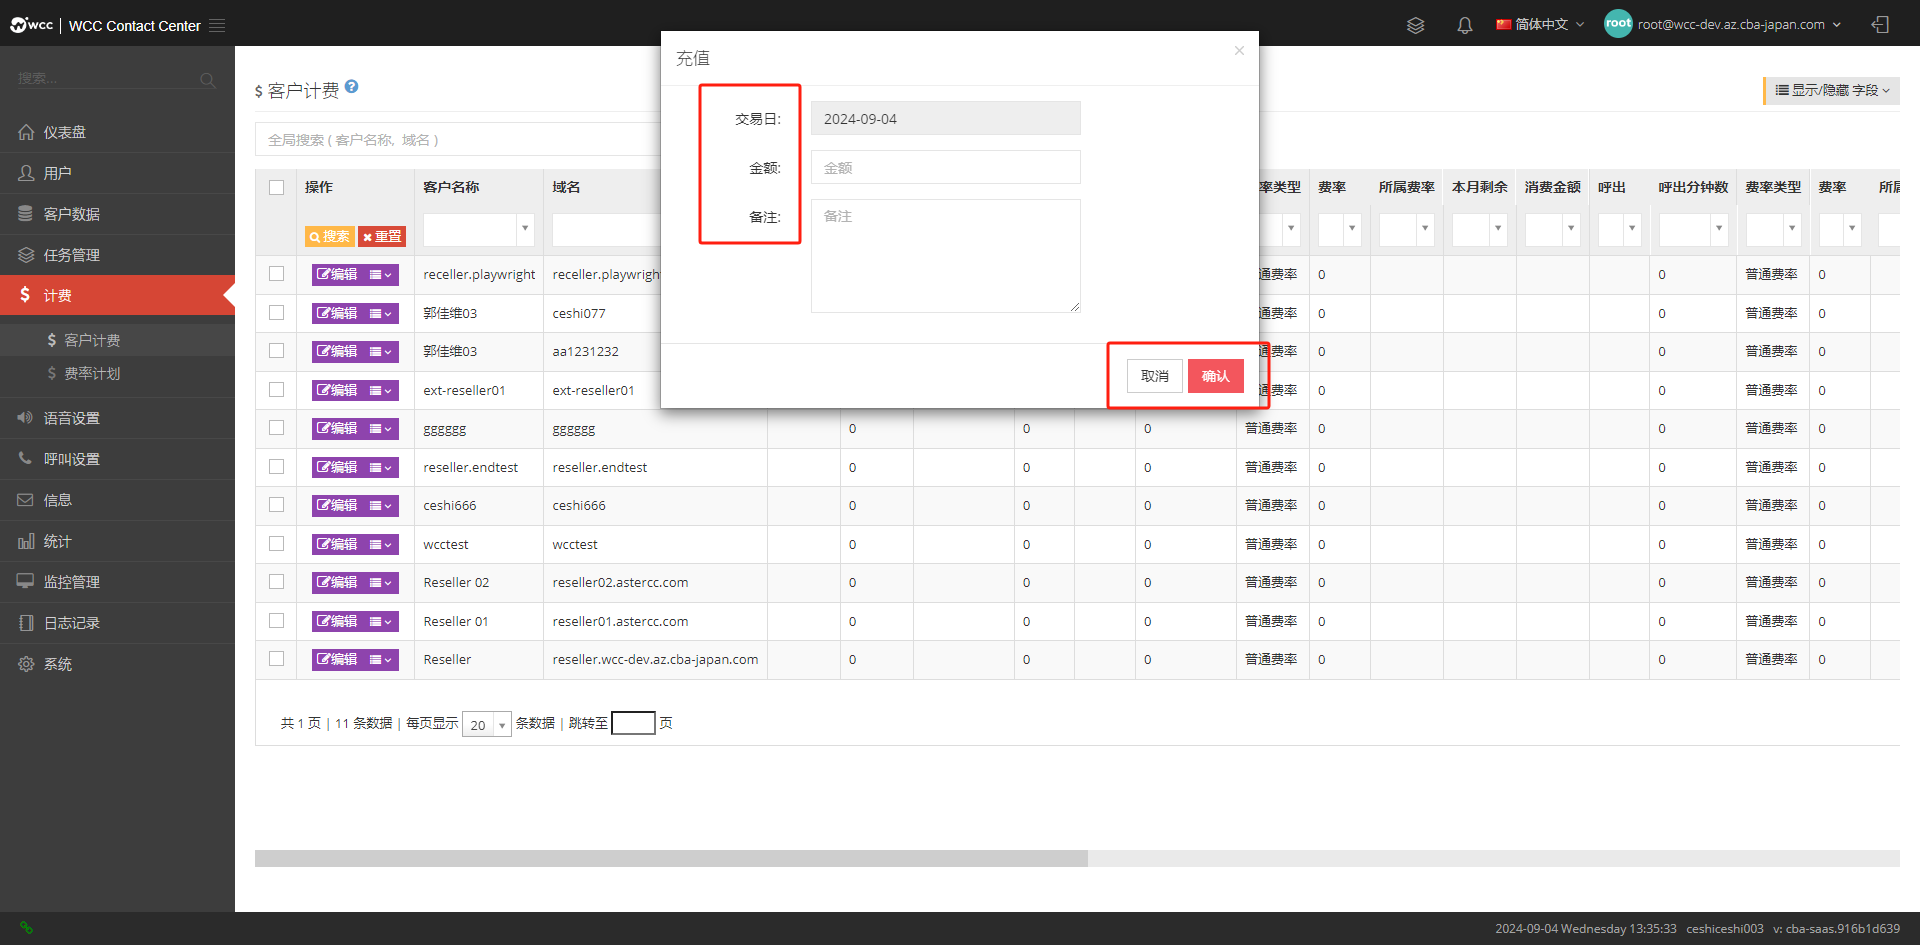 wcc | WCC Contact Center
简体中文
root
root@wcc-dev.az.cba-japan.com
搜索...
仪表盘
用户
客户数据
任务管理
$ 计费
$ 客户计费
$ 费率计划
语音设置
呼叫设置
信息
统计
监控管理
日志记录
系统
$ 客户计费 ?
显示/隐藏 字段
全局搜索 ( 客户名称, 域名 )
充值 ×
交易日: 2024-09-04
金额: 金额
备注: 备注
取消 确认
操作 客户名称 域名 率类型 费率 所属费率 本月剩余 消费金额 呼出 呼出分钟数 费率类型 费率 所属
搜索 重置
编辑 receller.playwright receller.playwrigh 通费率 0 0 普通费率 0
编辑 郭佳维03 ceshi077 通费率 0 0 普通费率 0
编辑 郭佳维03 aa1231232 通费率 0 0 普通费率 0
编辑 ext-reseller01 ext-reseller01 通费率 0 0 普通费率 0
编辑 gggggg gggggg 0 0 0 普通费率 0 0 普通费率 0
编辑 reseller.endtest reseller.endtest 0 0 0 普通费率 0 0 普通费率 0
编辑 ceshi666 ceshi666 0 0 0 普通费率 0 0 普通费率 0
编辑 wcctest wcctest 0 0 0 普通费率 0 0 普通费率 0
编辑 Reseller 02 reseller02.astercc.com 0 0 0 普通费率 0 0 普通费率 0
编辑 Reseller 01 reseller01.astercc.com 0 0 0 普通费率 0 0 普通费率 0
编辑 Reseller reseller.wcc-dev.az.cba-japan.com 0 0 0 普通费率 0 0 普通费率 0
共 1 页 | 11 条数据 | 每页显示 20 条数据 | 跳转至 页
2024-09-04 Wednesday 13:35:33 ceshiceshi003 v: cba-saas.916b1d639